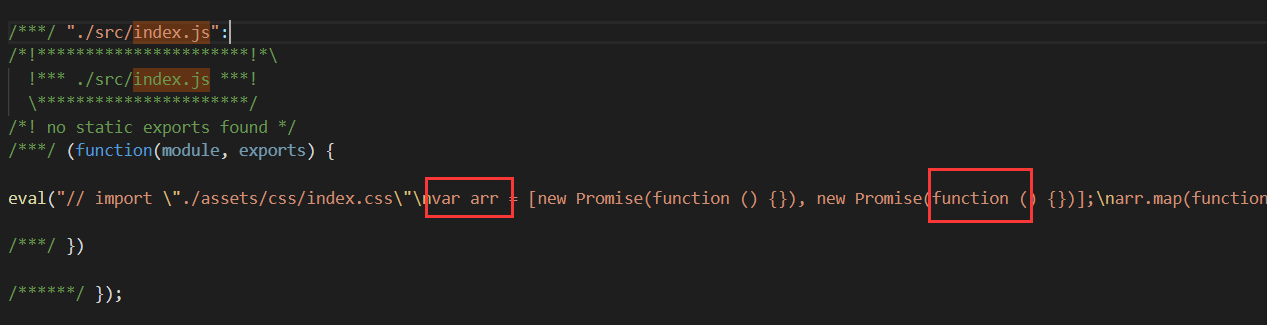 /***/ "./src/index.js":
/*!**********************!*\
  !*** ./src/index.js ***!
  \**********************/
/*! no static exports found */
/***/ (function(module, exports) {
eval("// import \"./assets/css/index.css\"\nvar arr = [new Promise(function () {}), new Promise(function () {})];\narr.map(function
/***/ })
/******/ });